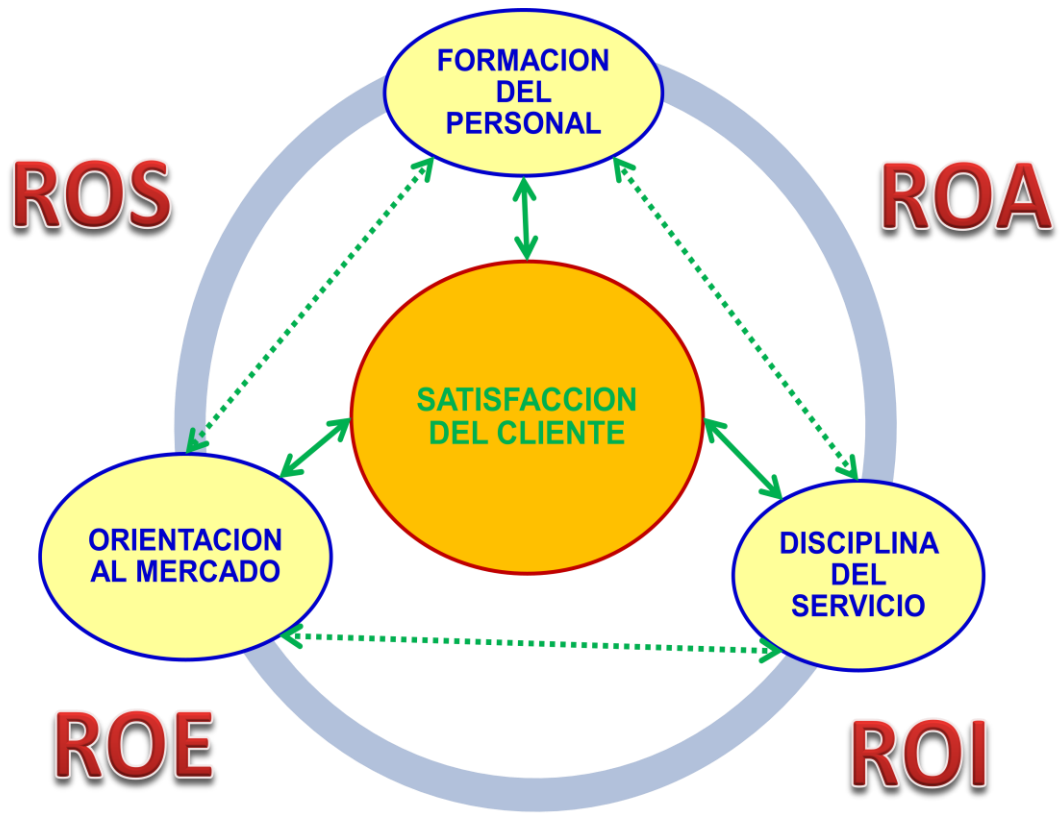 FORMACION
DEL
PERSONAL
ROS
ROA
SATISFACCION
DEL CLIENTE
ORIENTACION
AL MERCADO
DISCIPLINA
DEL
SERVICIO
ROE
ROI